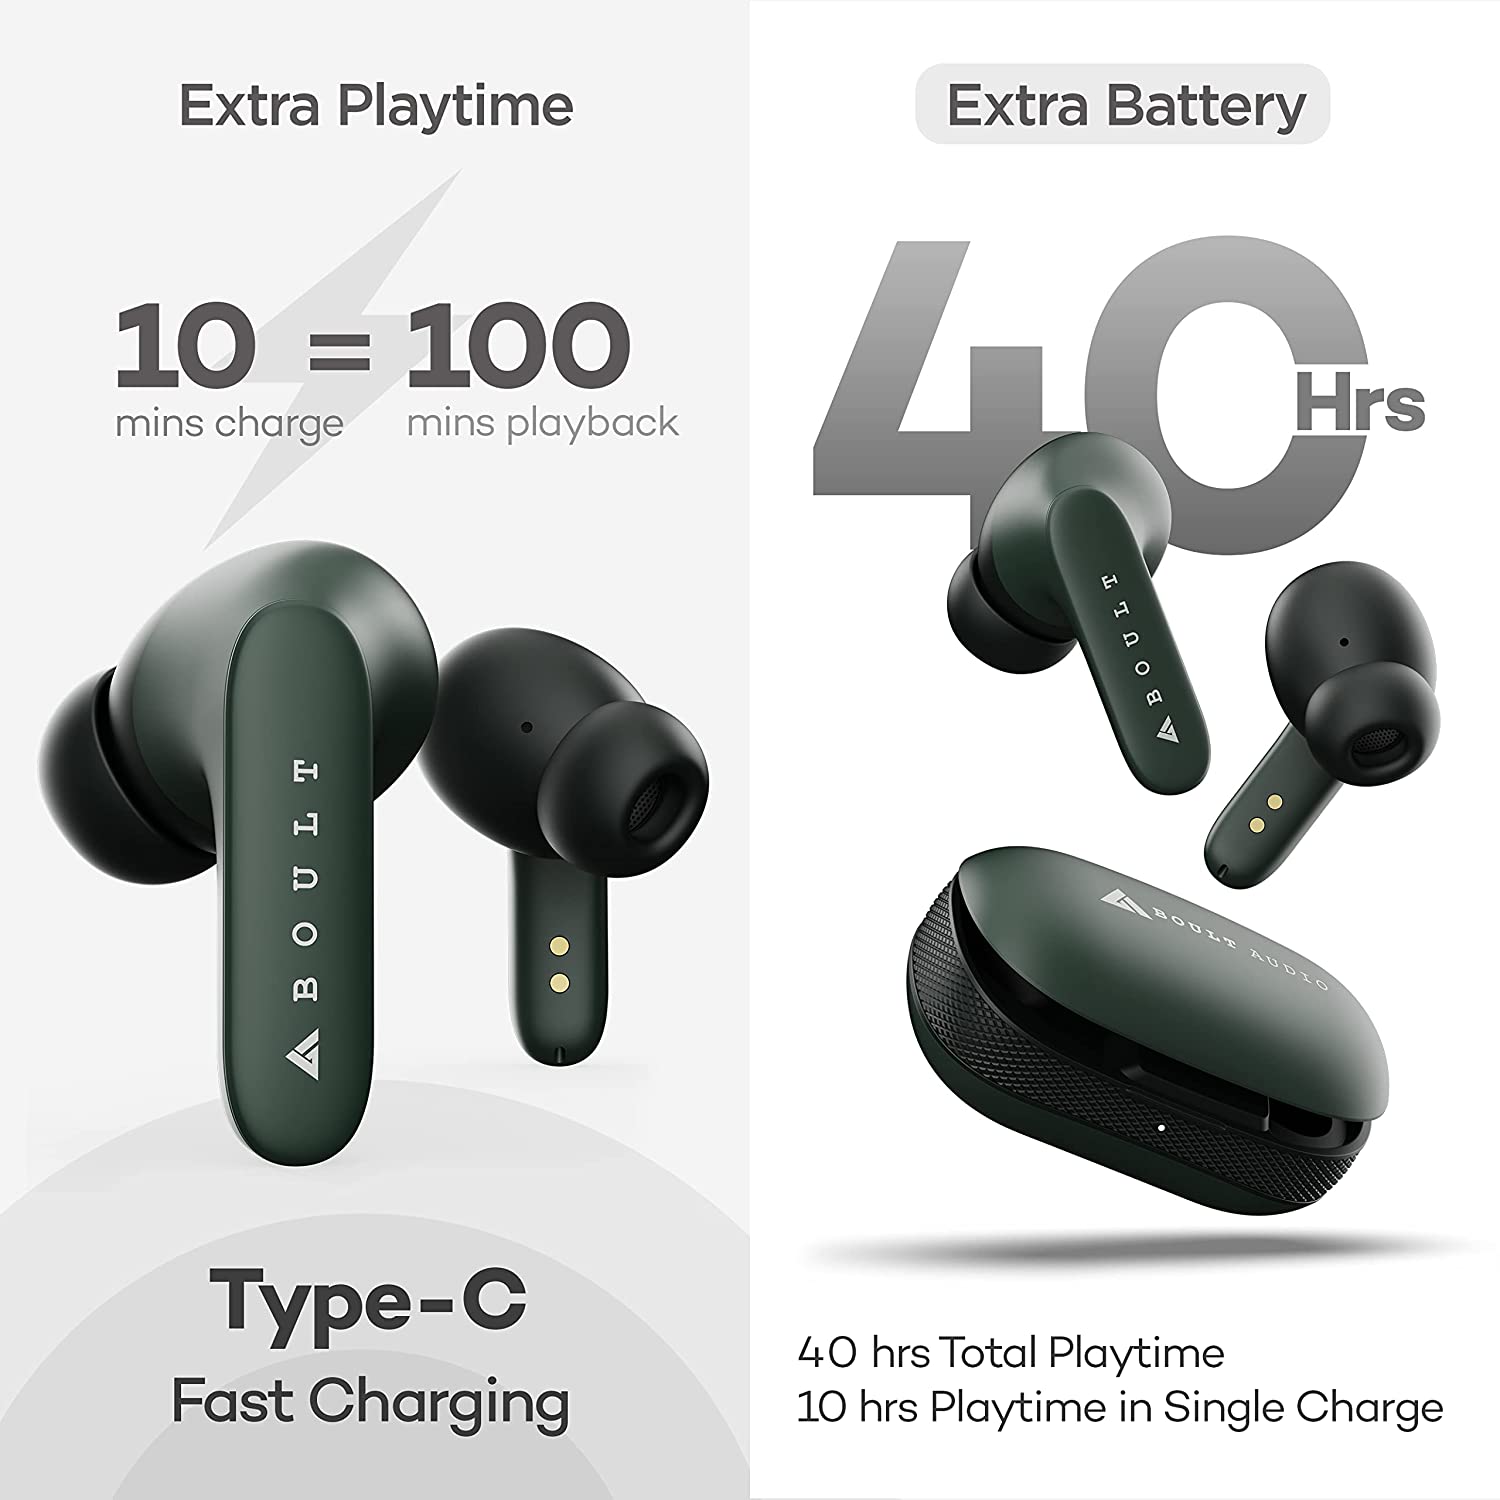 Extra Playtime
10 = 100
mins charge mins playback
BOULT
Type-C
Fast Charging
Extra Battery
40 Hrs
BOULT
BOULT AUDIO
40 hrs Total Playtime
10 hrs Playtime in Single Charge